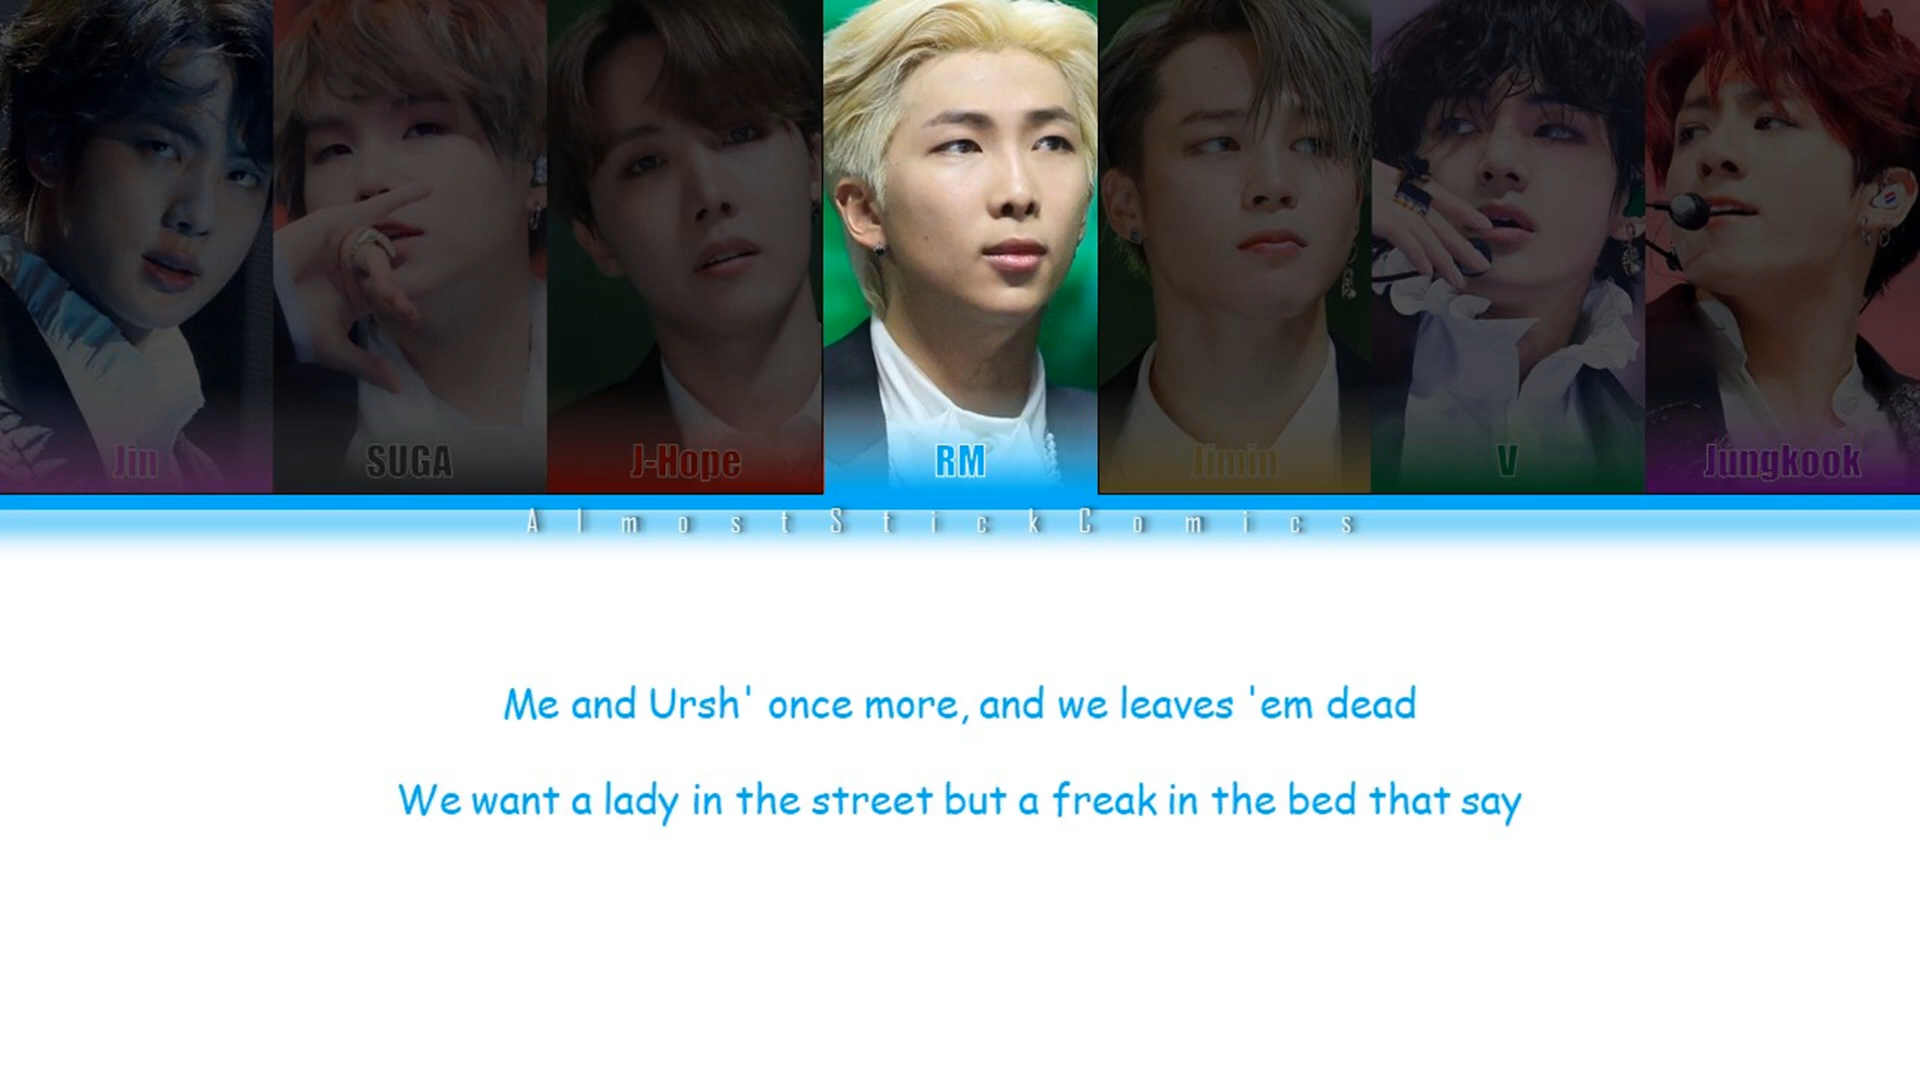 Jin SUGA J-Hope RM Jimin V Jungkook
AlmostStickComics
Me and Ursh' once more, and we leaves 'em dead
We want a lady in the street but a freak in the bed that say